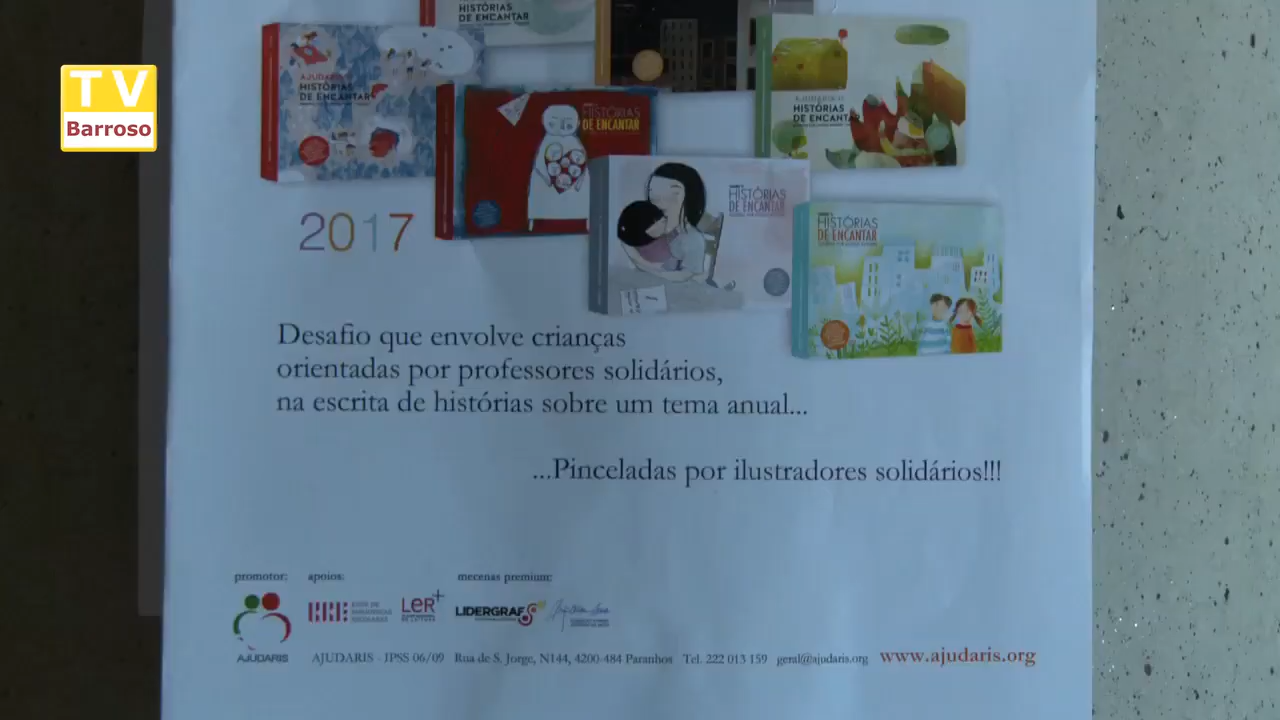 TV
Barroso
HISTÓRIAS
DE ENCANTAR
AJUDARIS
HISTÓRIAS
DE ENCANTAR
HISTÓRIAS
DE ENCANTAR
HISTÓRIAS
DE ENCANTAR
HISTÓRIAS
DE ENCANTAR
HISTÓRIAS
DE ENCANTAR
2017
Desafio que envolve crianças
orientadas por professores solidários,
na escrita de histórias sobre um tema anual...
...Pinceladas por ilustradores solidários!!!
promotor: apoios: mecenas premium:
LER+
LIDERGRAF
AJUDARIS
AJUDARIS - IPSS 06/09 Rua de S. Jorge, N144, 4200-484 Paranhos Tel. 222 013 159 geral@ajudaris.org www.ajudaris.org